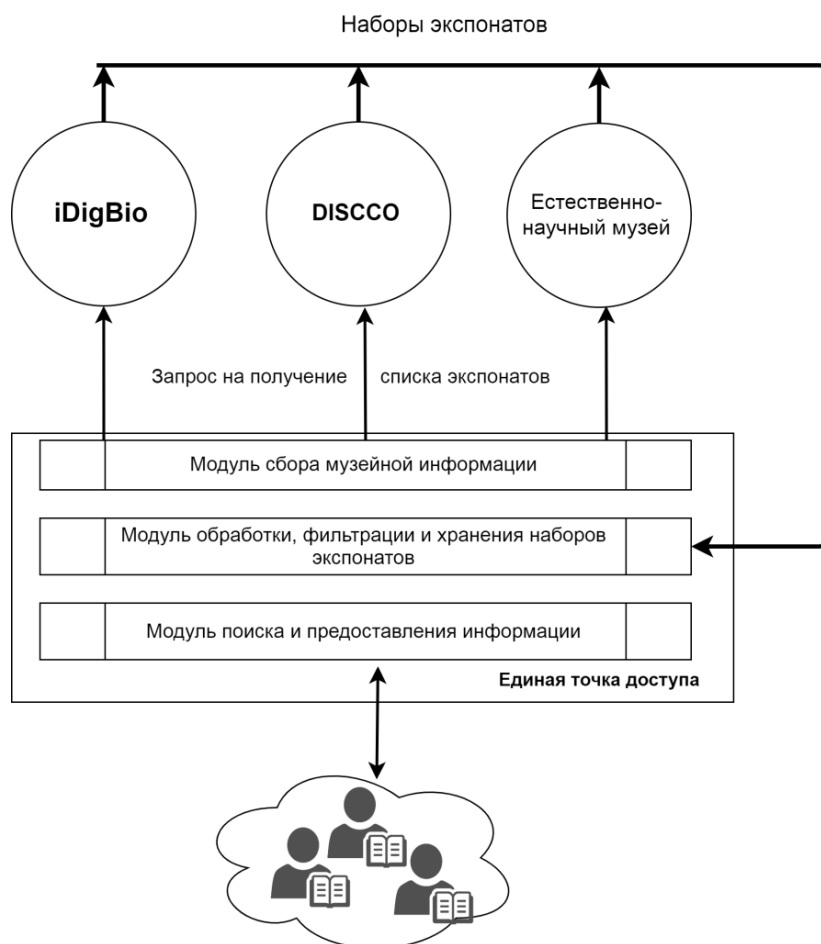 Наборы экспонатов
iDigBio
DISCCO
Естественно-
научный музей
Запрос на получение списка экспонатов
Модуль сбора музейной информации
Модуль обработки, фильтрации и хранения наборов
экспонатов
Модуль поиска и предоставления информации
Единая точка доступа